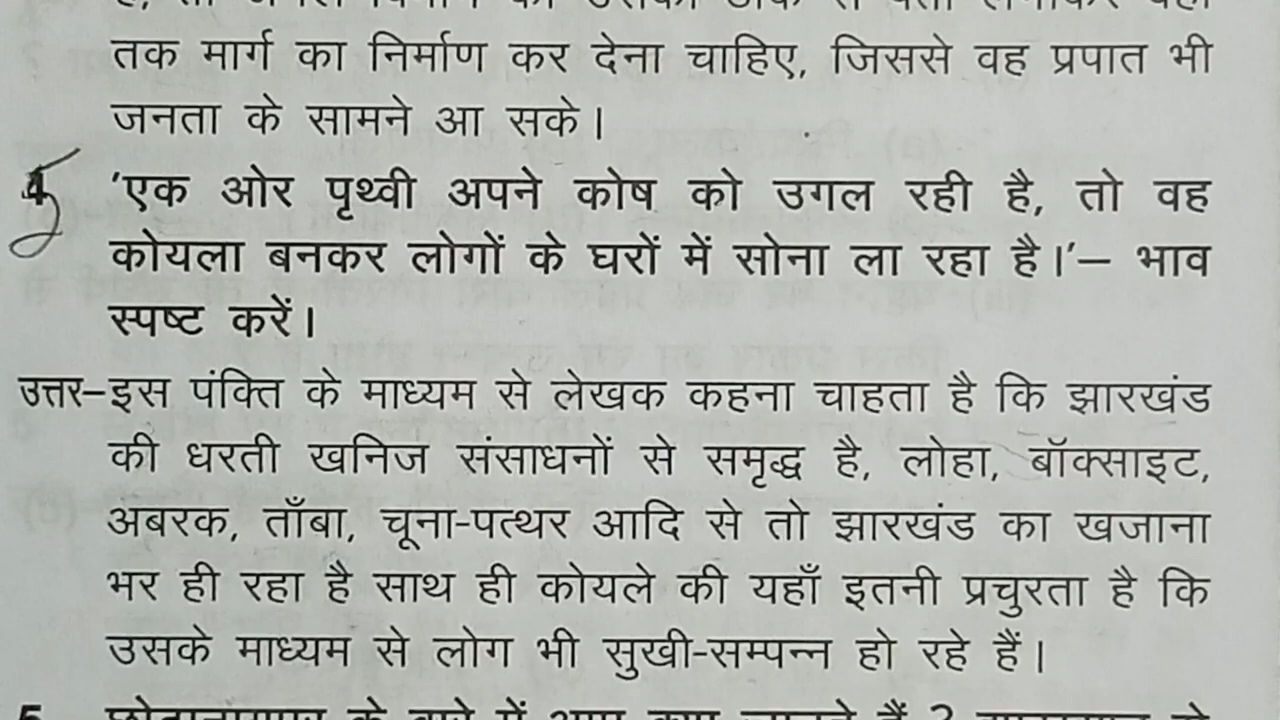 तक मार्ग का निर्माण कर देना चाहिए, जिससे वह प्रपात भी
जनता के सामने आ सके।
4 'एक ओर पृथ्वी अपने कोष को उगल रही है, तो वह
कोयला बनकर लोगों के घरों में सोना ला रहा है।'— भाव
स्पष्ट करें।
उत्तर–इस पंक्ति के माध्यम से लेखक कहना चाहता है कि झारखंड
की धरती खनिज संसाधनों से समृद्ध है, लोहा, बॉक्साइट,
अबरक, ताँबा, चूना-पत्थर आदि से तो झारखंड का खजाना
भर ही रहा है साथ ही कोयले की यहाँ इतनी प्रचुरता है कि
उसके माध्यम से लोग भी सुखी-सम्पन्न हो रहे हैं।